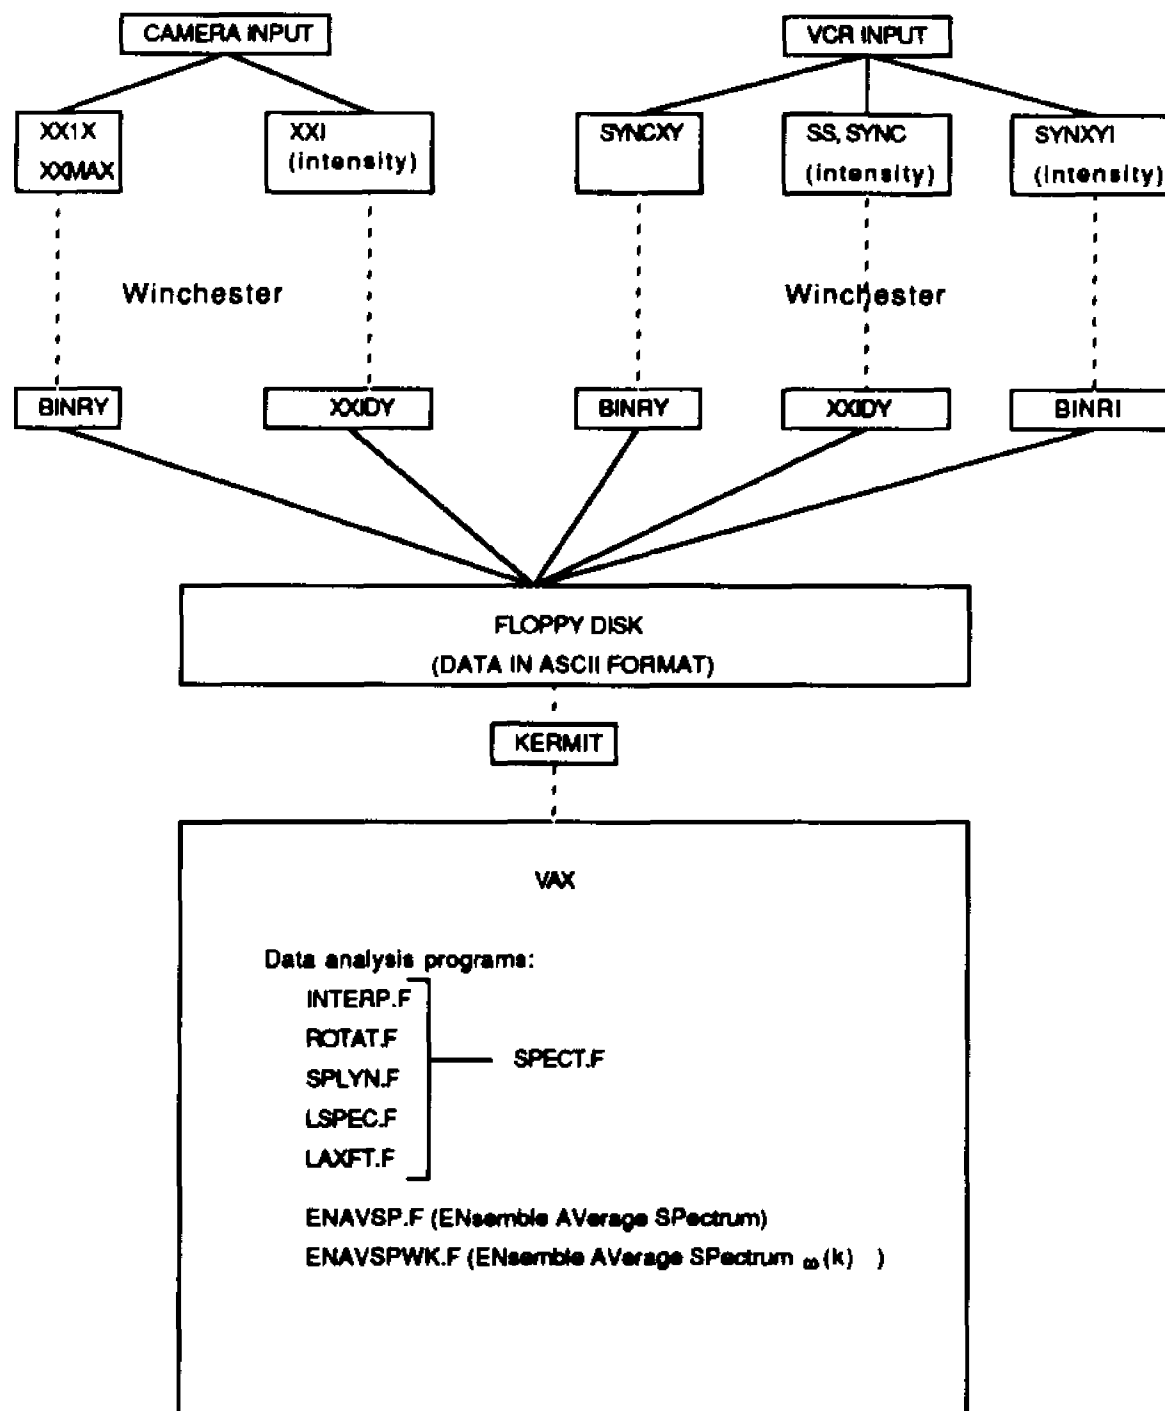 CAMERA INPUT
VCR INPUT
XX1X
XXMAX
XXI
(intensity)
SYNCXY
SS, SYNC
(intensity)
SYNXYI
(intensity)
Winchester
Winchester
BINRY
XXIDY
BINRY
XXIDY
BINRI
FLOPPY DISK
(DATA IN ASCII FORMAT)
KERMIT
VAX
Data analysis programs:
INTERP.F
ROTAT.F
SPLYN.F
LSPEC.F
LAXFT.F
SPECT.F
ENAVSP.F (ENsemble AVerage SPectrum)
ENAVSPWK.F (ENsemble AVerage SPectrum ω(k) )